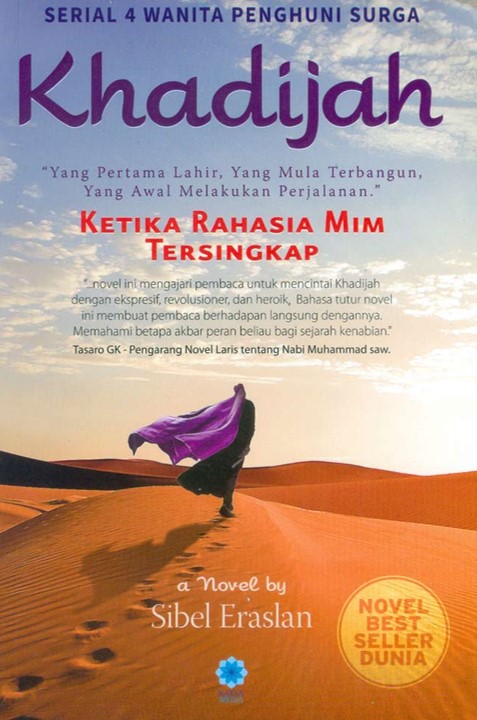 SERIAL 4 WANITA PENGHUNI SURGA
Khadijah
“Yang Pertama Lahir, Yang Mula Terbangun,
Yang Awal Melakukan Perjalanan.”
KETIKA RAHASIA MIM
TERSINGKAP
“..novel ini mengajari pembaca untuk mencintai Khadijah
dengan ekspresif, revolusioner, dan heroik, Bahasa tutur novel
ini membuat pembaca berhadapan langsung dengannya.
Memahami betapa akbar peran beliau bagi sejarah kenabian.”
Tasaro GK - Pengarang Novel Laris tentang Nabi Muhammad saw.
a Novel by
Sibel Eraslan
NOVEL
BEST
SELLER
DUNIA